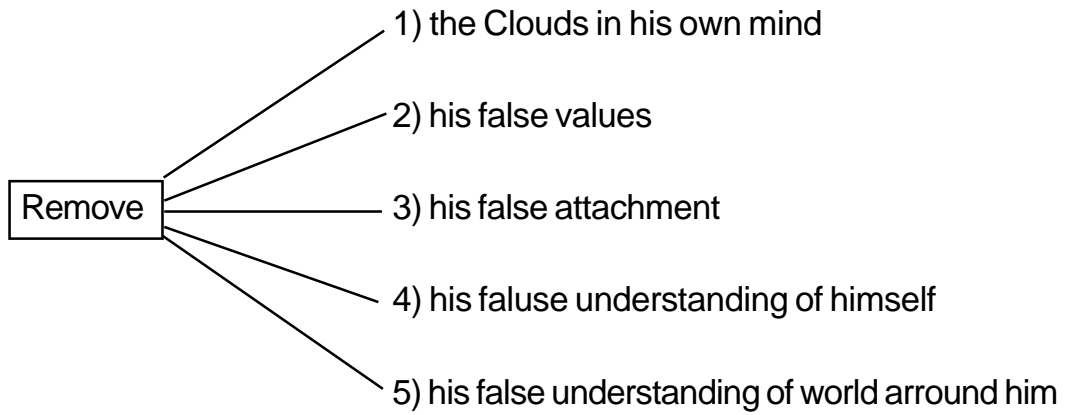 1) the Clouds in his own mind
2) his false values
Remove
3) his false attachment
4) his faluse understanding of himself
5) his false understanding of world arround him